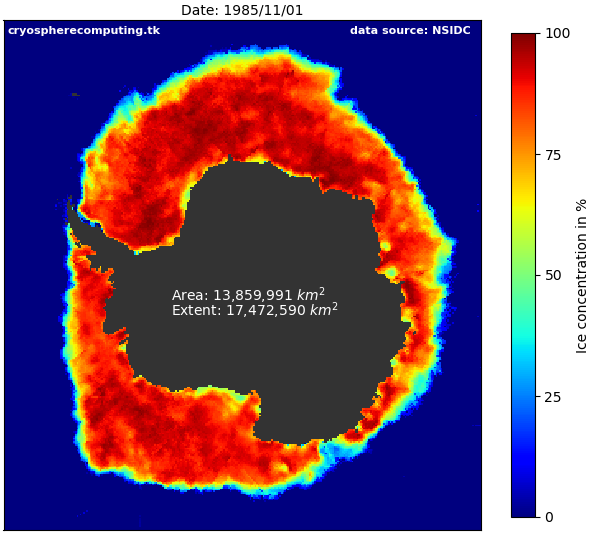 Date: 1985/11/01
cryospherecomputing.tk data source: NSIDC
100
75
50
25
0
Ice concentration in %
Area: 13,859,991 km²
Extent: 17,472,590 km²